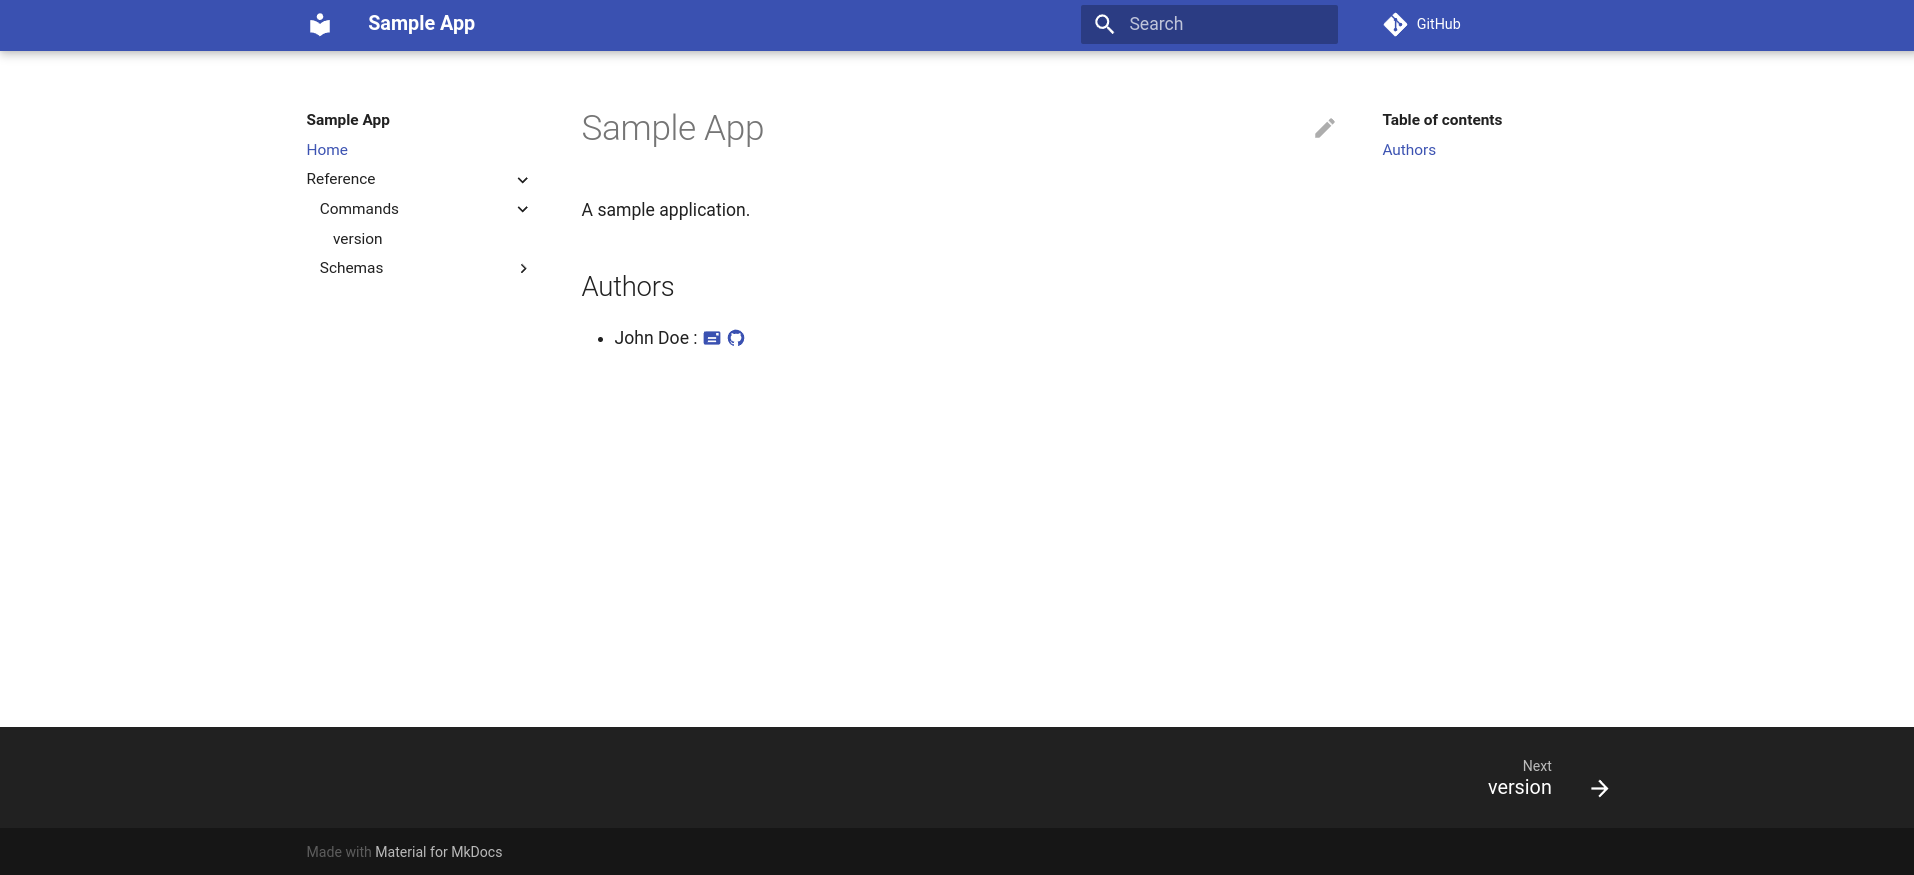 Sample App
Search
GitHub
Sample App
Home
Reference
Commands
version
Schemas
Sample App
A sample application.
Authors
John Doe :
Table of contents
Authors
Next
version
Made with Material for MkDocs